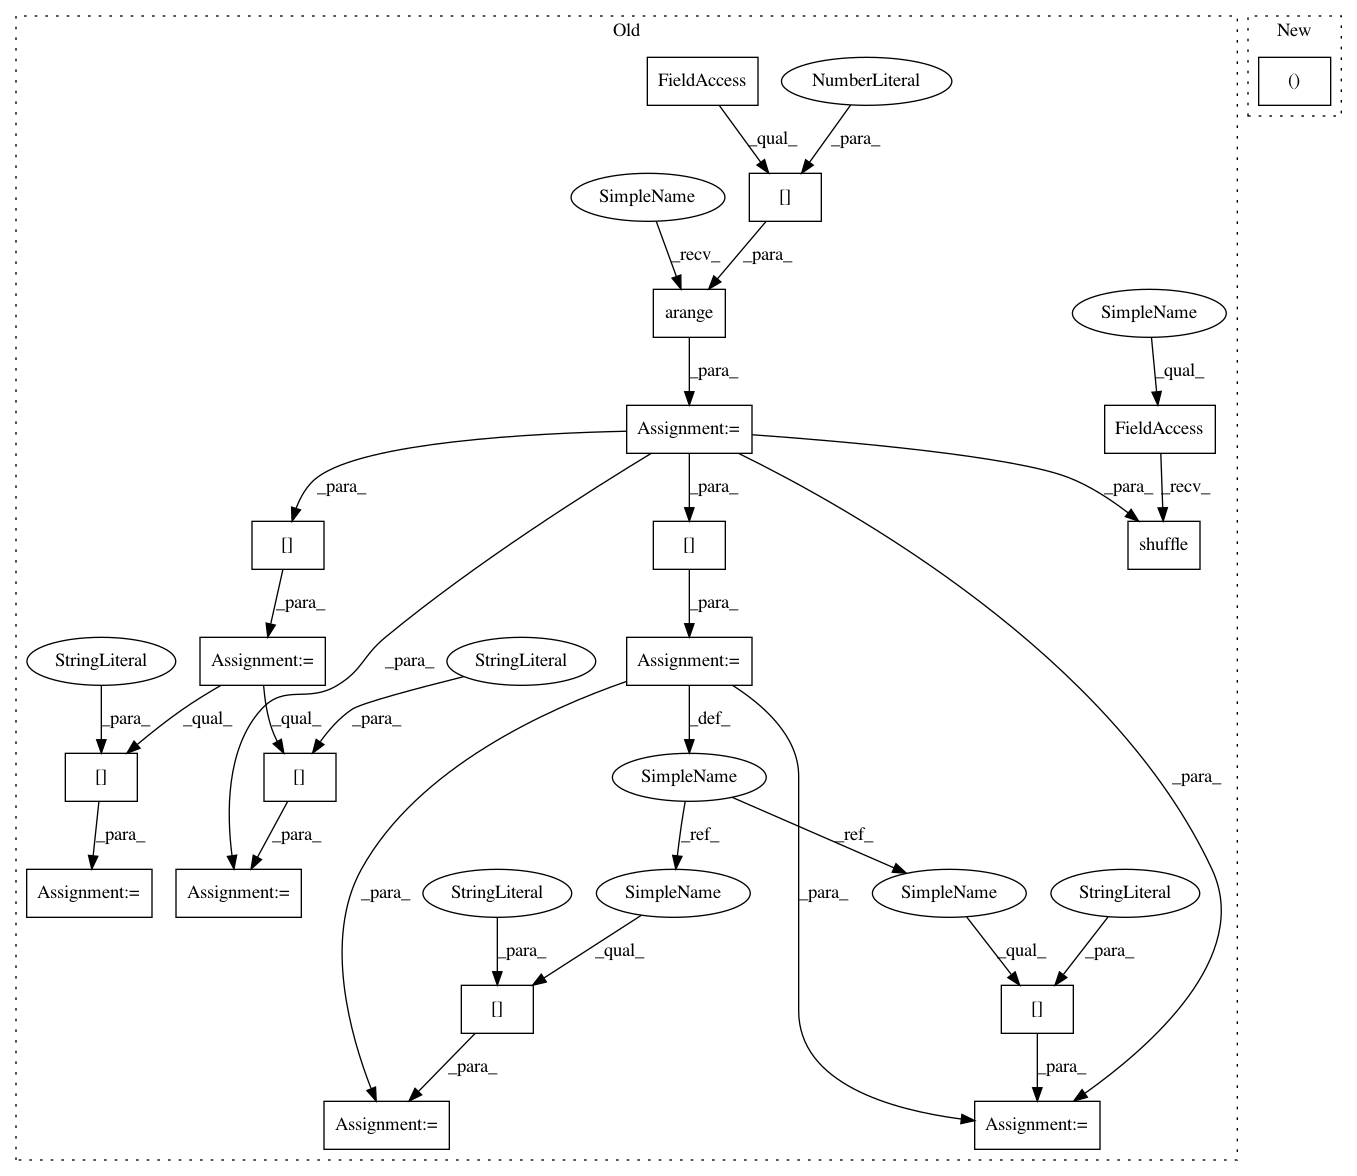 Old
New
FieldAccess
NumberLiteral
()
_qual_
_para_
SimpleName
[]
_recv_
_para_
arange
SimpleName
_para_
_qual_
Assignment:=
FieldAccess
_para_
_para_
_para_
_recv_
[]
[]
shuffle
_para_
_para_
StringLiteral
Assignment:=
_para_
StringLiteral
Assignment:=
_para_
_qual_
_qual_
_para_
_def_
[]
[]
SimpleName
_para_
_para_
_para_
_ref_
_ref_
Assignment:=
Assignment:=
_para_
StringLiteral
SimpleName
_para_
SimpleName
StringLiteral
_para_
_qual_
_qual_
_para_
[]
[]
_para_
_para_
Assignment:=
Assignment:=